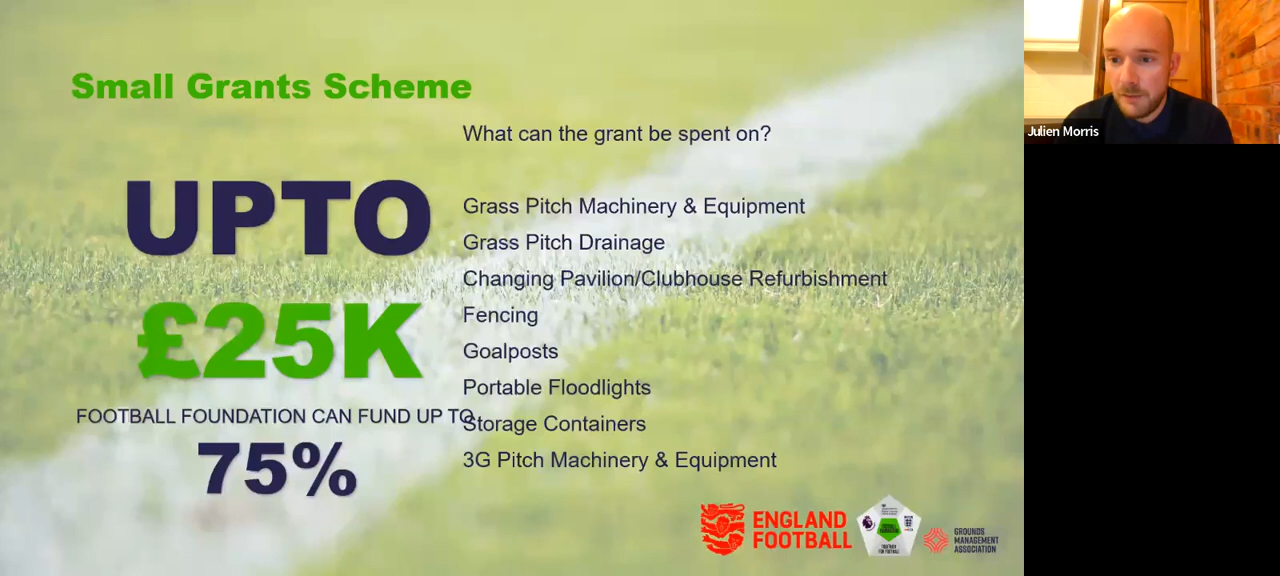 Small Grants Scheme
What can the grant be spent on?
UPTO
£25K
FOOTBALL FOUNDATION CAN FUND UP TO
75%
Grass Pitch Machinery & Equipment
Grass Pitch Drainage
Changing Pavilion/Clubhouse Refurbishment
Fencing
Goalposts
Portable Floodlights
Storage Containers
3G Pitch Machinery & Equipment
ENGLAND
FOOTBALL
GROUNDS
MANAGEMENT
ASSOCIATION
Julien Morris